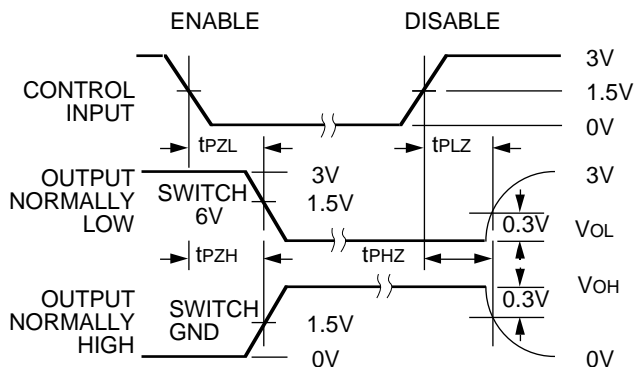 ENABLE DISABLE
3V
CONTROL INPUT 1.5V
0V
tPZL tPLZ
OUTPUT NORMALLY LOW
SWITCH 6V
3V
1.5V
3V
0.3V VOL
tPZH tPHZ
OUTPUT NORMALLY HIGH
SWITCH GND
1.5V
0V
VOH
0.3V
0V